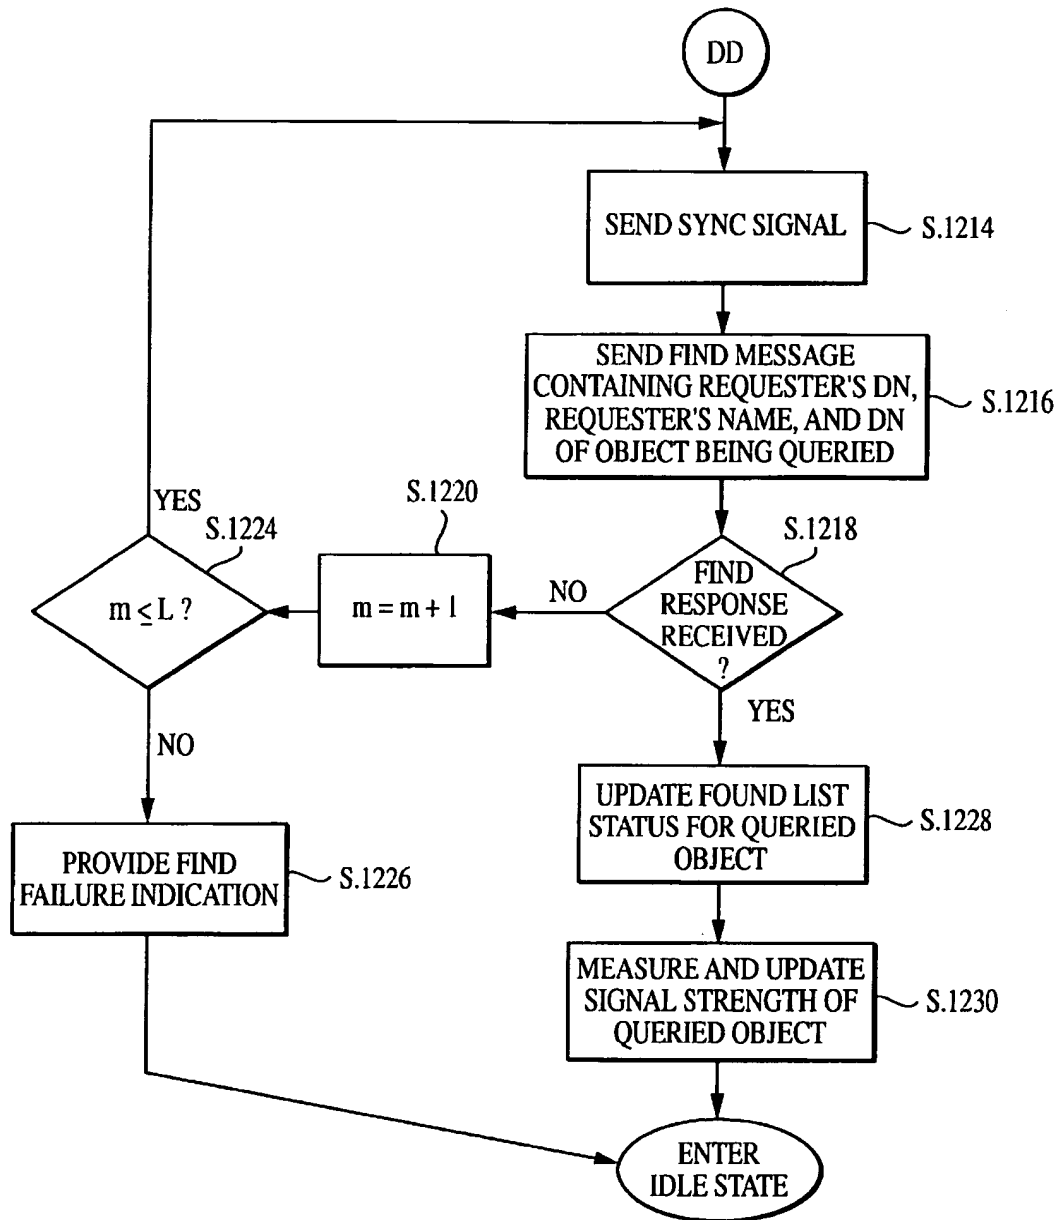 DD
SEND SYNC SIGNAL
S.1214
SEND FIND MESSAGE
CONTAINING REQUESTER'S DN,
REQUESTER'S NAME, AND DN
OF OBJECT BEING QUERIED
S.1216
FIND
RESPONSE
RECEIVED
?
S.1218
NO
YES
m = m + 1
S.1220
m ≤ L ?
S.1224
YES
NO
PROVIDE FIND
FAILURE INDICATION
S.1226
UPDATE FOUND LIST
STATUS FOR QUERIED
OBJECT
S.1228
MEASURE AND UPDATE
SIGNAL STRENGTH OF
QUERIED OBJECT
S.1230
ENTER
IDLE STATE